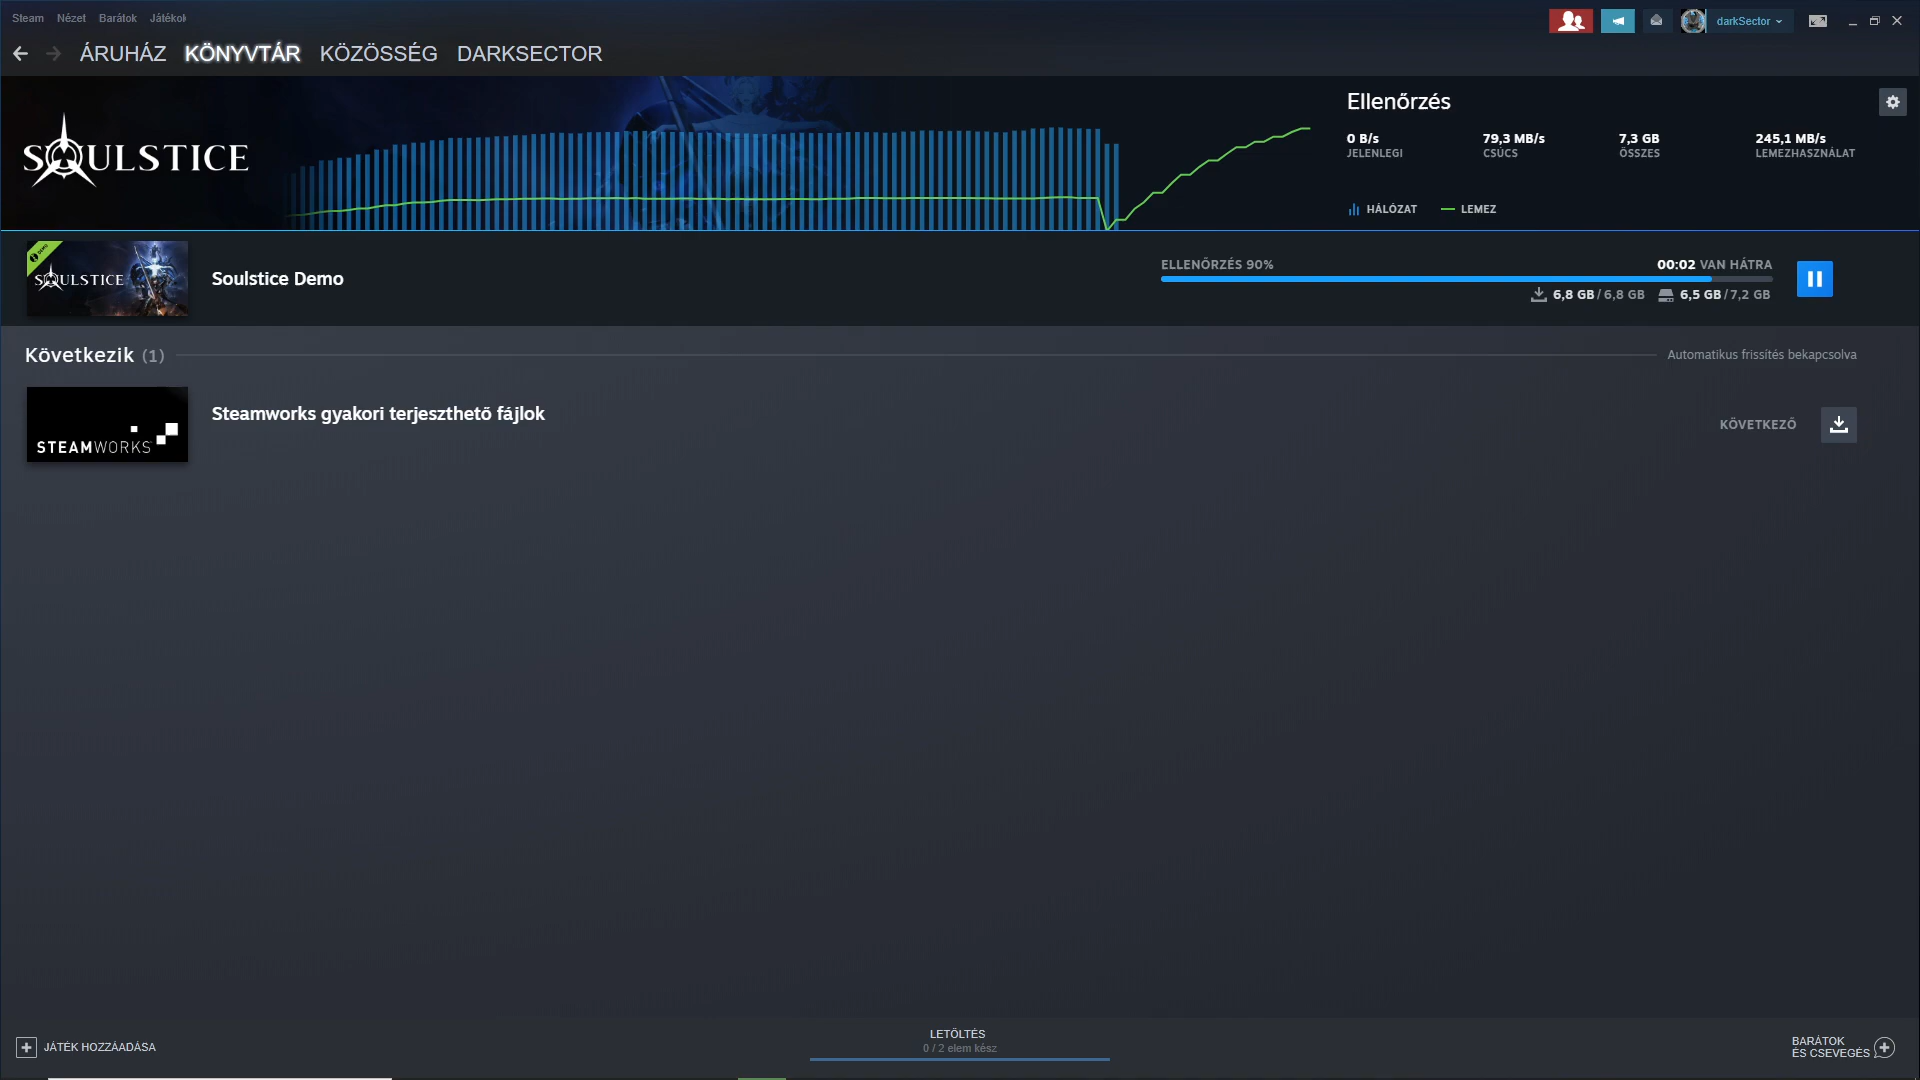 Steam Nézet Barátok Játékok
darkSector
ÁRUHÁZ KÖNYVTÁR KÖZÖSSÉG DARKSECTOR
SOULSTICE
Ellenőrzés
0 B/s 79,3 MB/s 7,3 GB 245,1 MB/s
JELENLEGI CSÚCS ÖSSZES LEMEZHASZNÁLAT
HÁLÓZAT LEMEZ
DEMO
SOULSTICE
Soulstice Demo
ELLENŐRZÉS 90% 00:02 VAN HÁTRA
6,8 GB / 6,8 GB 6,5 GB / 7,2 GB
Következik (1) Automatikus frissítés bekapcsolva
STEAMWORKS
Steamworks gyakori terjeszthető fájlok
KÖVETKEZŐ
JÁTÉK HOZZÁADÁSA
LETÖLTÉS
0 / 2 elem kész
BARÁTOK
ÉS CSEVEGÉS